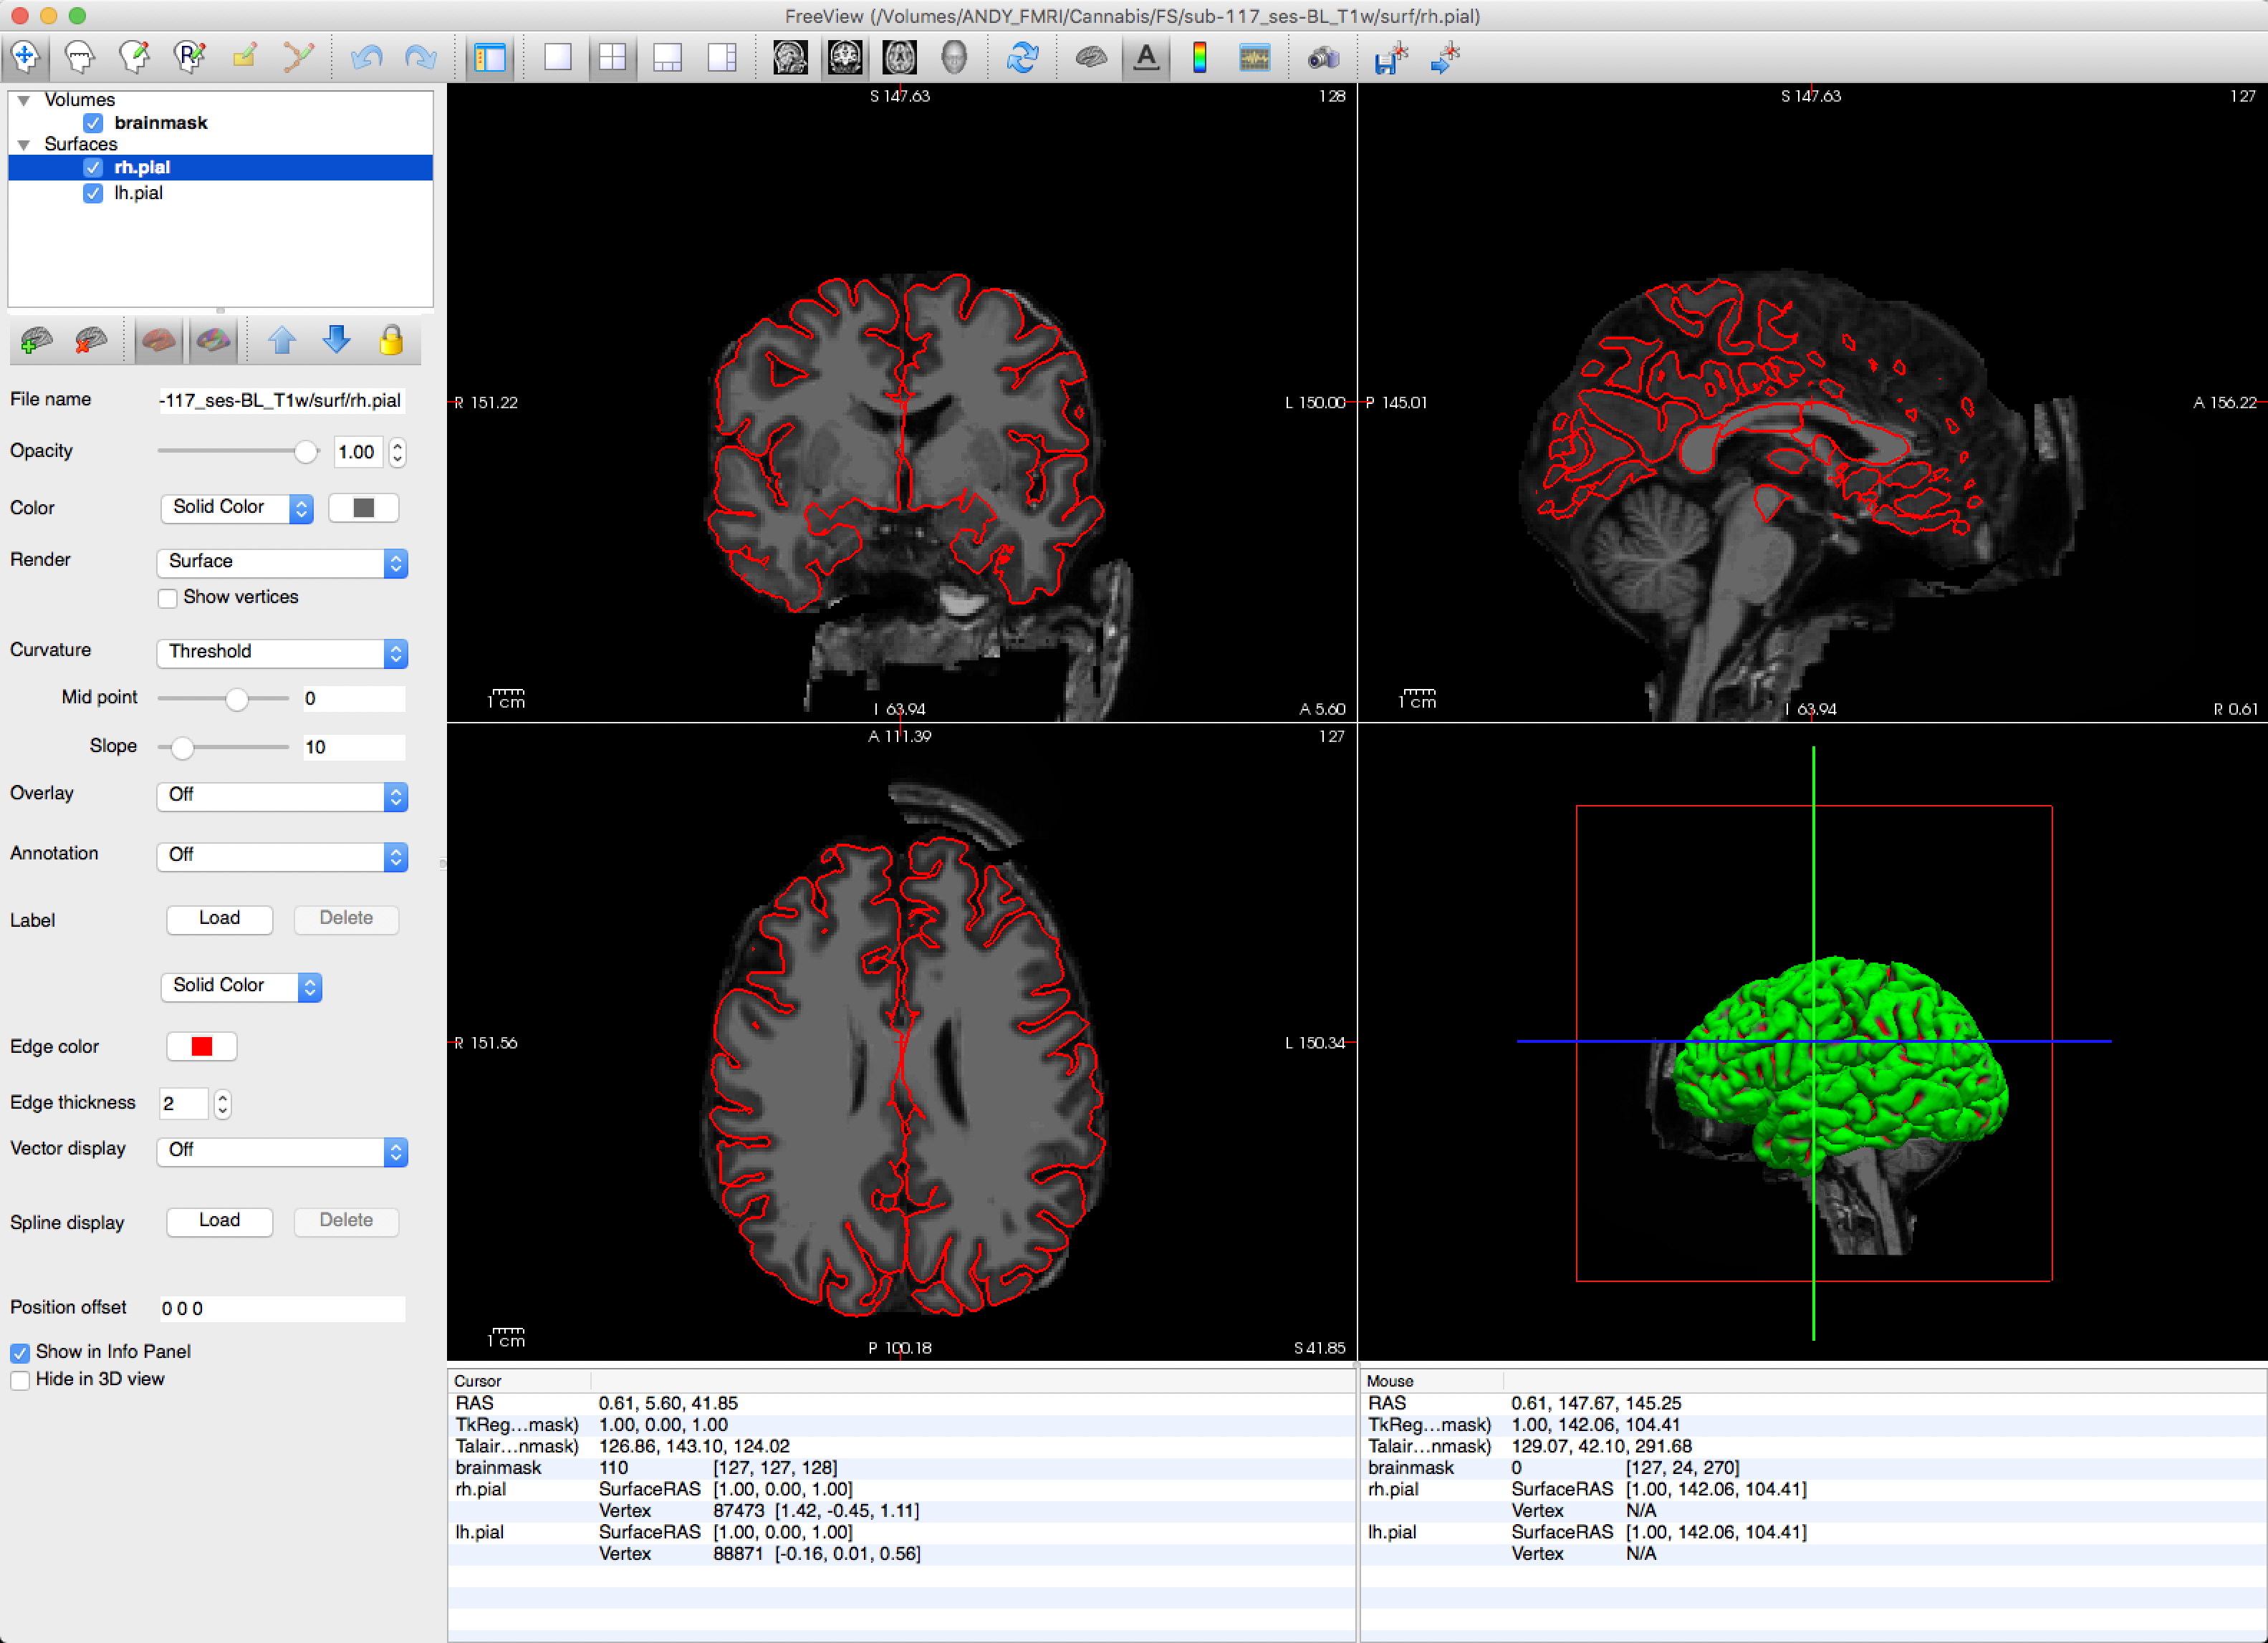 FreeView (/Volumes/ANDY_FMRI/Cannabis/FS/sub-117_ses-BL_T1w/surf/rh.pial)
Volumes
brainmask
Surfaces
rh.pial
lh.pial
File name -117_ses-BL_T1w/surf/rh.pial
Opacity 1.00
Color Solid Color
Render Surface
Show vertices
Curvature Threshold
Mid point 0
Slope 10
Overlay Off
Annotation Off
Label Load Delete
Solid Color
Edge color
Edge thickness 2
Vector display Off
Spline display Load Delete
Position offset 0 0 0
Show in Info Panel
Hide in 3D view
S 147.63 128
R 151.22 L 150.00
1 cm I 63.94 A 5.60
S 147.63 127
P 145.01 A 156.22
1 cm I 63.94 R 0.61
A 111.39 127
R 151.56 L 150.34
1 cm P 100.18 S 41.85
Cursor
RAS 0.61, 5.60, 41.85
TkReg...mask) 1.00, 0.00, 1.00
Talair...nmask) 126.86, 143.10, 124.02
brainmask 110 [127, 127, 128]
rh.pial SurfaceRAS [1.00, 0.00, 1.00]
Vertex 87473 [1.42, -0.45, 1.11]
lh.pial SurfaceRAS [1.00, 0.00, 1.00]
Vertex 88871 [-0.16, 0.01, 0.56]
Mouse
RAS 0.61, 147.67, 145.25
TkReg...mask) 1.00, 142.06, 104.41
Talair...nmask) 129.07, 42.10, 291.68
brainmask 0 [127, 24, 270]
rh.pial SurfaceRAS [1.00, 142.06, 104.41]
Vertex N/A
lh.pial SurfaceRAS [1.00, 142.06, 104.41]
Vertex N/A